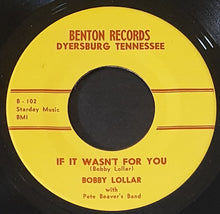 BENTON RECORDS
DYERSBURG TENNESSEE
B - 102
Starday Music
BMI
IF IT WASN'T FOR YOU
(Bobby Lollar)
BOBBY LOLLAR
with
Pete Beaver's Band